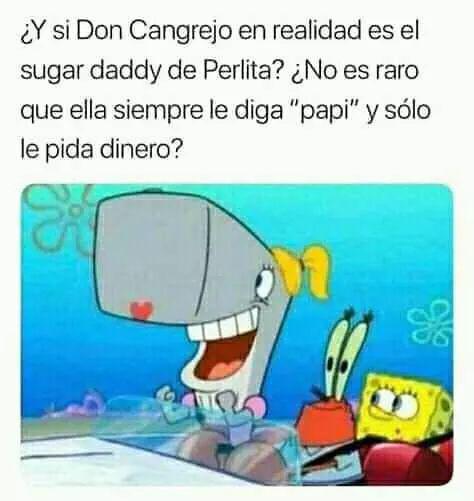 ¿Y si Don Cangrejo en realidad es el
sugar daddy de Perlita? ¿No es raro
que ella siempre le diga "papi" y sólo
le pida dinero?